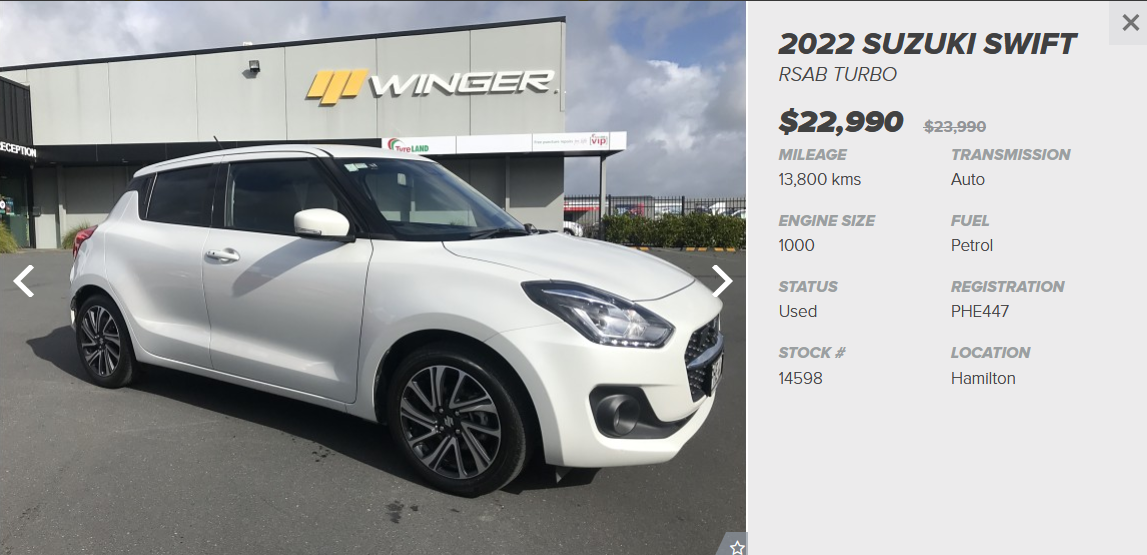 WINGER
RECEPTION
TyreLAND
vip
2022 SUZUKI SWIFT
RSAB TURBO
$22,990 $23,990
MILEAGE TRANSMISSION
13,800 kms Auto
ENGINE SIZE FUEL
1000 Petrol
STATUS REGISTRATION
Used PHE447
STOCK # LOCATION
14598 Hamilton